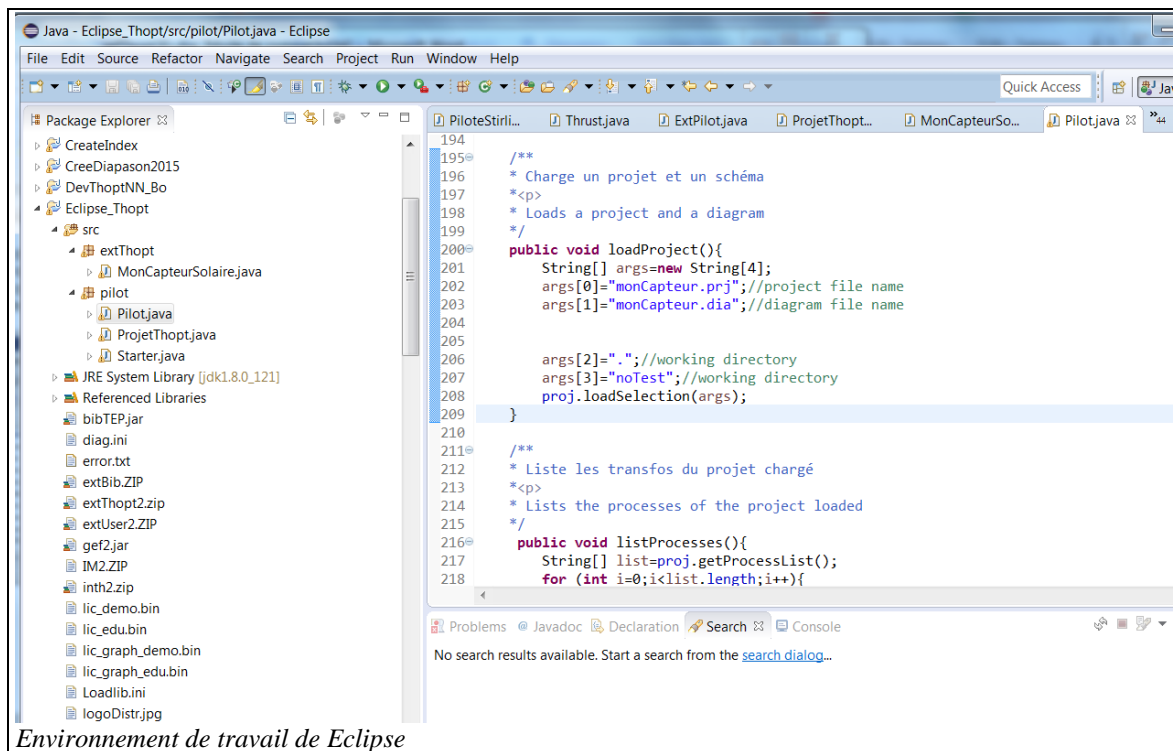 Java - Eclipse_Thopt/src/pilot/Pilot.java - Eclipse
File Edit Source Refactor Navigate Search Project Run Window Help
Quick Access
Jav
Package Explorer
CreateIndex
CreeDiapason2015
DevThoptNN_Bo
Eclipse_Thopt
src
extThopt
MonCapteurSolaire.java
pilot
Pilot.java
ProjetThopt.java
Starter.java
JRE System Library [jdk1.8.0_121]
Referenced Libraries
bibTEP.jar
diag.ini
error.txt
extBib.ZIP
extThopt2.zip
extUser2.ZIP
gef2.jar
IM2.ZIP
inth2.zip
lic_demo.bin
lic_edu.bin
lic_graph_demo.bin
lic_graph_edu.bin
Loadlib.ini
logoDistr.jpg
PiloteStirli... Thrust.java ExtPilot.java ProjetThopt... MonCapteurSo... Pilot.java »44
194
195 /**
196 * Charge un projet et un schéma
197 *<p>
198 * Loads a project and a diagram
199 */
200 public void loadProject(){
201 String[] args=new String[4];
202 args[0]="monCapteur.prj";//project file name
203 args[1]="monCapteur.dia";//diagram file name
204
205
206 args[2]=".";//working directory
207 args[3]="noTest";//working directory
208 proj.loadSelection(args);
209 }
210
211 /**
212 * Liste les transfos du projet chargé
213 *<p>
214 * Lists the processes of the project loaded
215 */
216 public void listProcesses(){
217 String[] list=proj.getProcessList();
218 for (int i=0;i<list.length;i++){
Problems @ Javadoc Declaration Search Console
No search results available. Start a search from the search dialog...
Environnement de travail de Eclipse